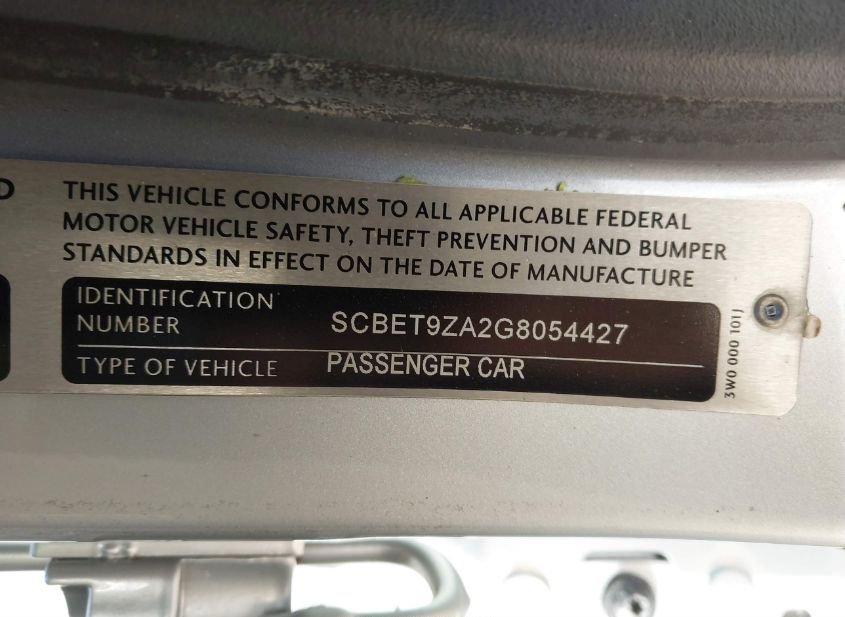 D
THIS VEHICLE CONFORMS TO ALL APPLICABLE FEDERAL
MOTOR VEHICLE SAFETY, THEFT PREVENTION AND BUMPER
STANDARDS IN EFFECT ON THE DATE OF MANUFACTURE
IDENTIFICATION
NUMBER SCBET9ZA2G8054427
TYPE OF VEHICLE PASSENGER CAR
3W0 000 101J